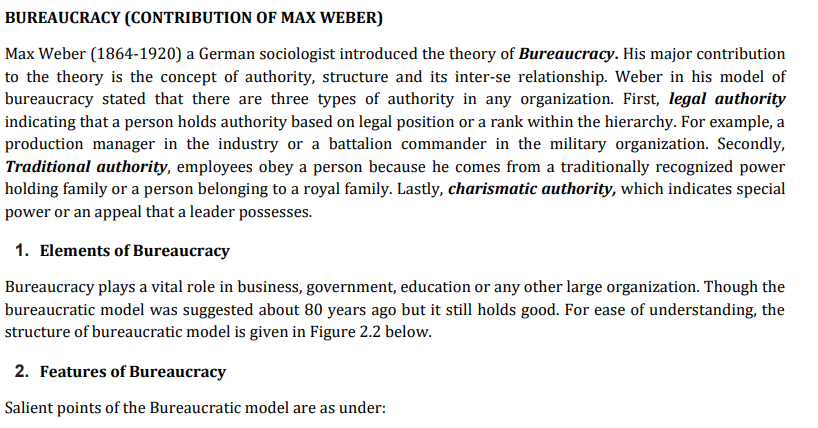 BUREAUCRACY (CONTRIBUTION OF MAX WEBER)
Max Weber (1864-1920) a German sociologist introduced the theory of Bureaucracy. His major contribution
to the theory is the concept of authority, structure and its inter-se relationship. Weber in his model of
bureaucracy stated that there are three types of authority in any organization. First, legal authority
indicating that a person holds authority based on legal position or a rank within the hierarchy. For example, a
production manager in the industry or a battalion commander in the military organization. Secondly,
Traditional authority, employees obey a person because he comes from a traditionally recognized power
holding family or a person belonging to a royal family. Lastly, charismatic authority, which indicates special
power or an appeal that a leader possesses.
1. Elements of Bureaucracy
Bureaucracy plays a vital role in business, government, education or any other large organization. Though the
bureaucratic model was suggested about 80 years ago but it still holds good. For ease of understanding, the
structure of bureaucratic model is given in Figure 2.2 below.
2. Features of Bureaucracy
Salient points of the Bureaucratic model are as under: